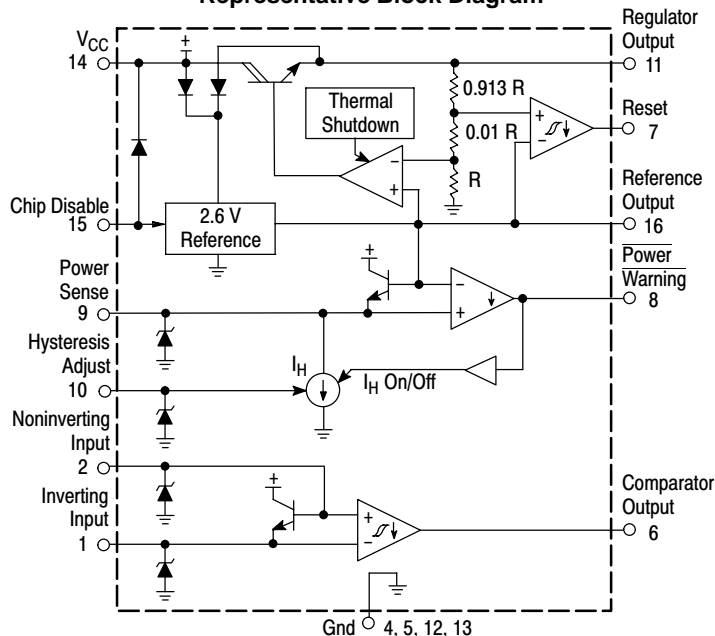 Representative Block Diagram
VCC
14
Regulator
Output
11
+
0.913 R
Thermal
Shutdown
+
−
Reset
7
0.01 R
−
+
R
Chip Disable
15
2.6 V
Reference
Reference
Output
16
Power
Sense
9
+
−
+
Power
Warning
8
Hysteresis
Adjust
10
IH
IH On/Off
Noninverting
Input
2
Inverting
Input
1
+
+
−
Comparator
Output
6
Gnd
4, 5, 12, 13